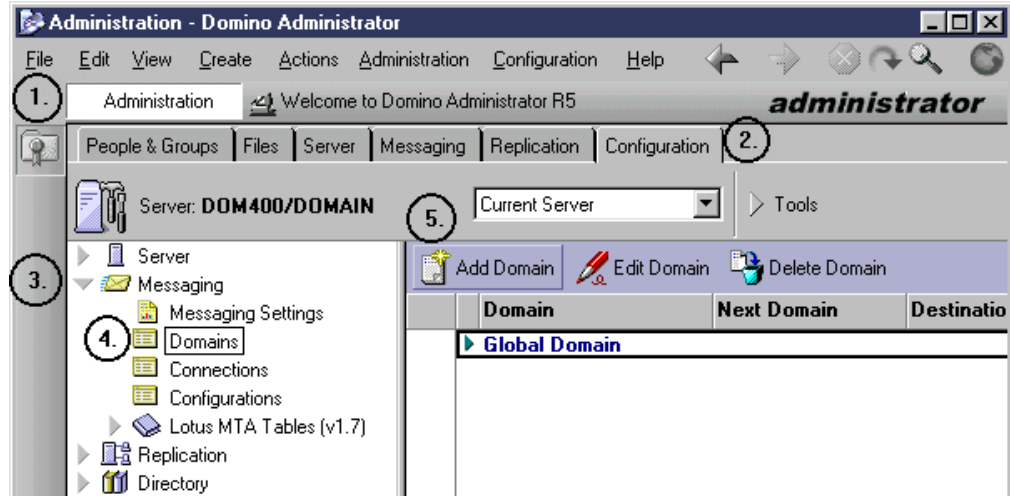 Administration - Domino Administrator
File Edit View Create Actions Administration Configuration Help
1. Administration Welcome to Domino Administrator R5 administrator
People & Groups Files Server Messaging Replication Configuration 2.
Server: DOM400/DOMAIN 5. Current Server Tools
Server
Add Domain Edit Domain Delete Domain
3. Messaging
Domain Next Domain Destinatio
Messaging Settings
4. Domains
Global Domain
Connections
Configurations
Lotus MTA Tables (v1.7)
Replication
Directory